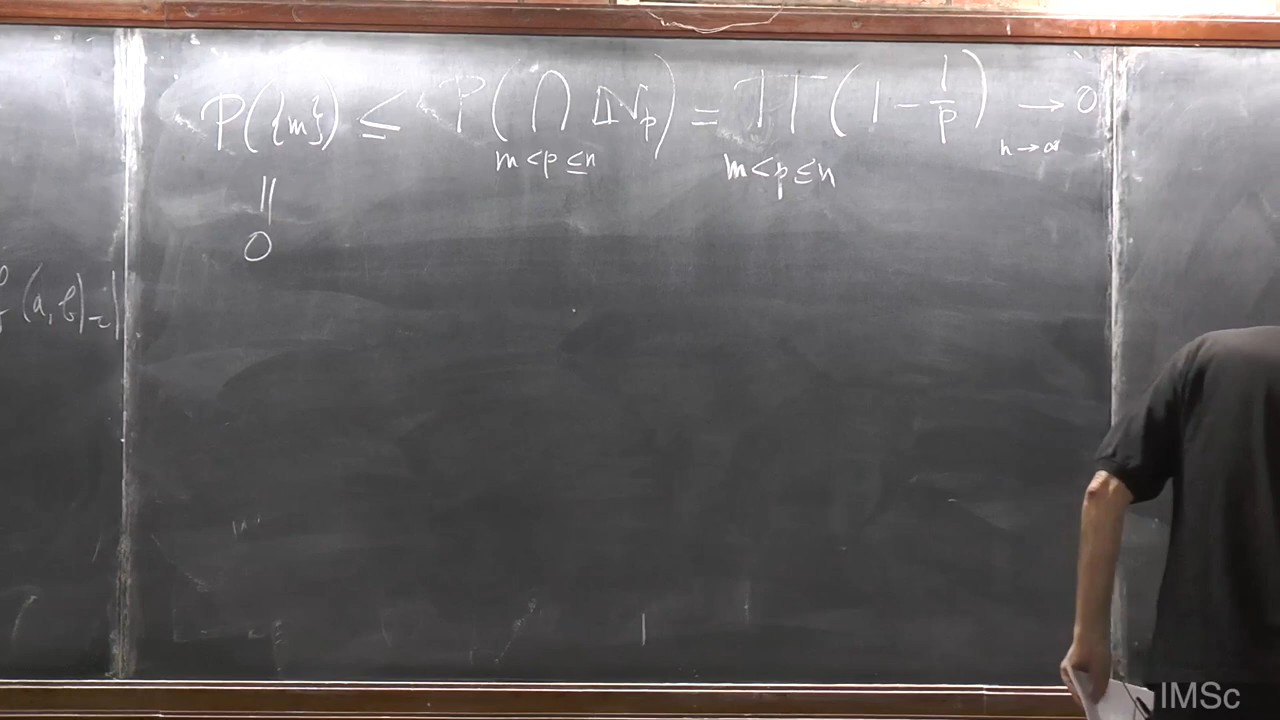 P({m}) ≤ P(⋂ ℕ_p) = ∏ (1 - 1/p) → 0
m<p≤n m<p≤n n→∞
||
0
(a, b)
IMSc